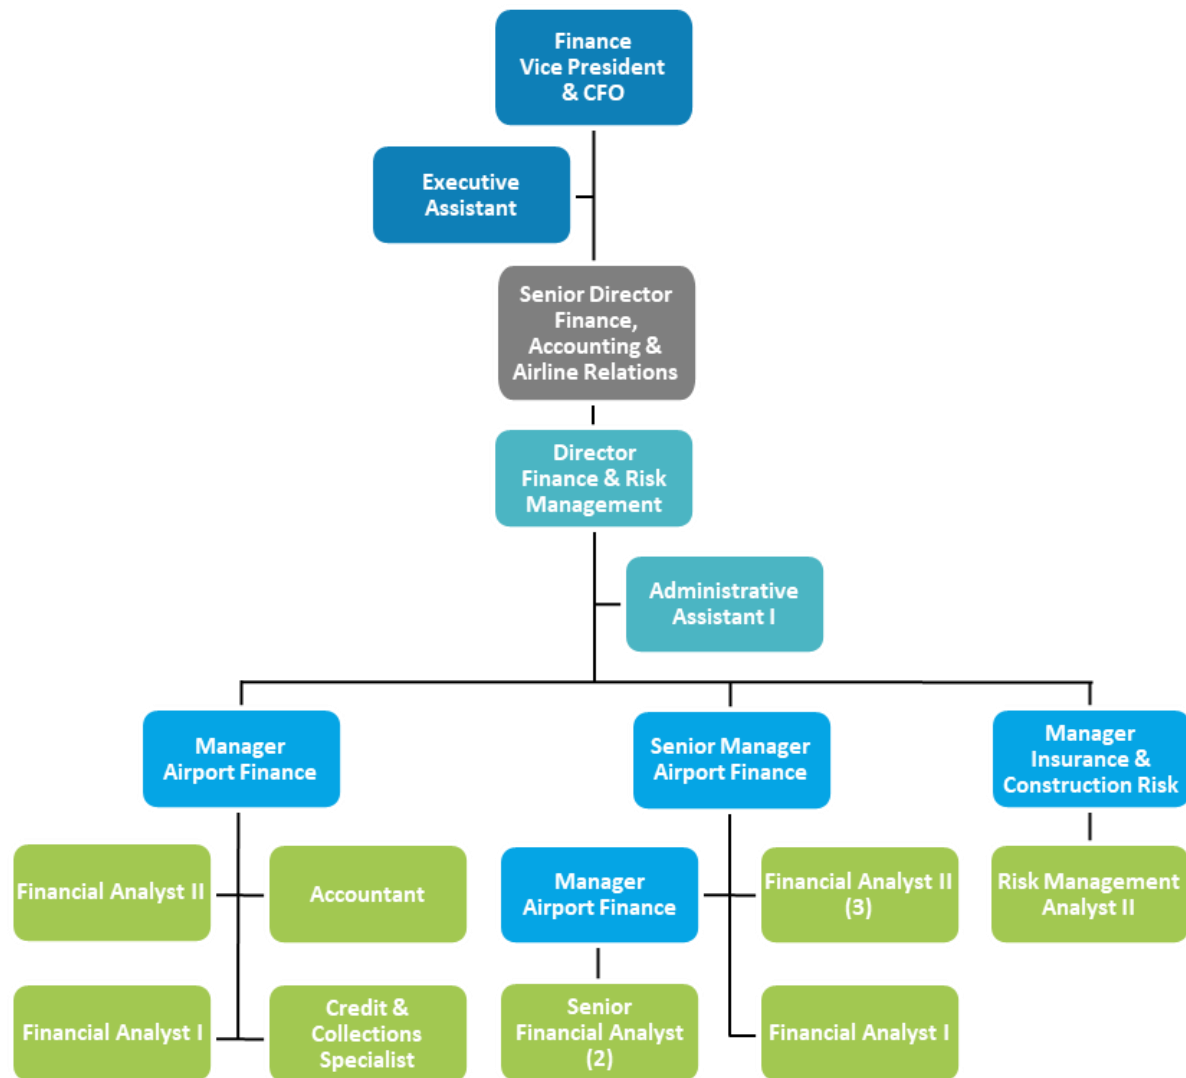 Finance
Vice President
& CFO
Executive
Assistant
Senior Director
Finance,
Accounting &
Airline Relations
Director
Finance & Risk
Management
Administrative
Assistant I
Manager
Airport Finance
Senior Manager
Airport Finance
Manager
Insurance &
Construction Risk
Financial Analyst II
Accountant
Manager
Airport Finance
Financial Analyst II
(3)
Risk Management
Analyst II
Financial Analyst I
Credit &
Collections
Specialist
Senior
Financial Analyst
(2)
Financial Analyst I